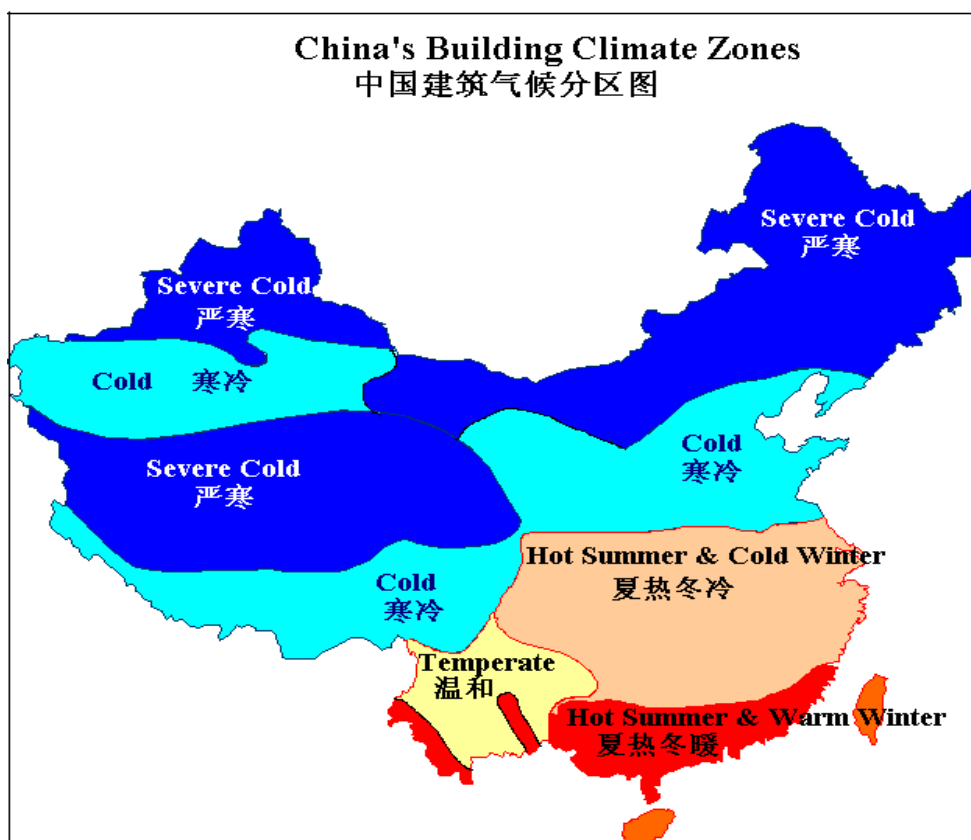 China's Building Climate Zones
中国建筑气候分区图
Severe Cold
严寒
Severe Cold
严寒
Cold 寒冷
Cold
寒冷
Severe Cold
严寒
Hot Summer & Cold Winter
夏热冬冷
Cold
寒冷
Temperate
温和
Hot Summer & Warm Winter
夏热冬暖